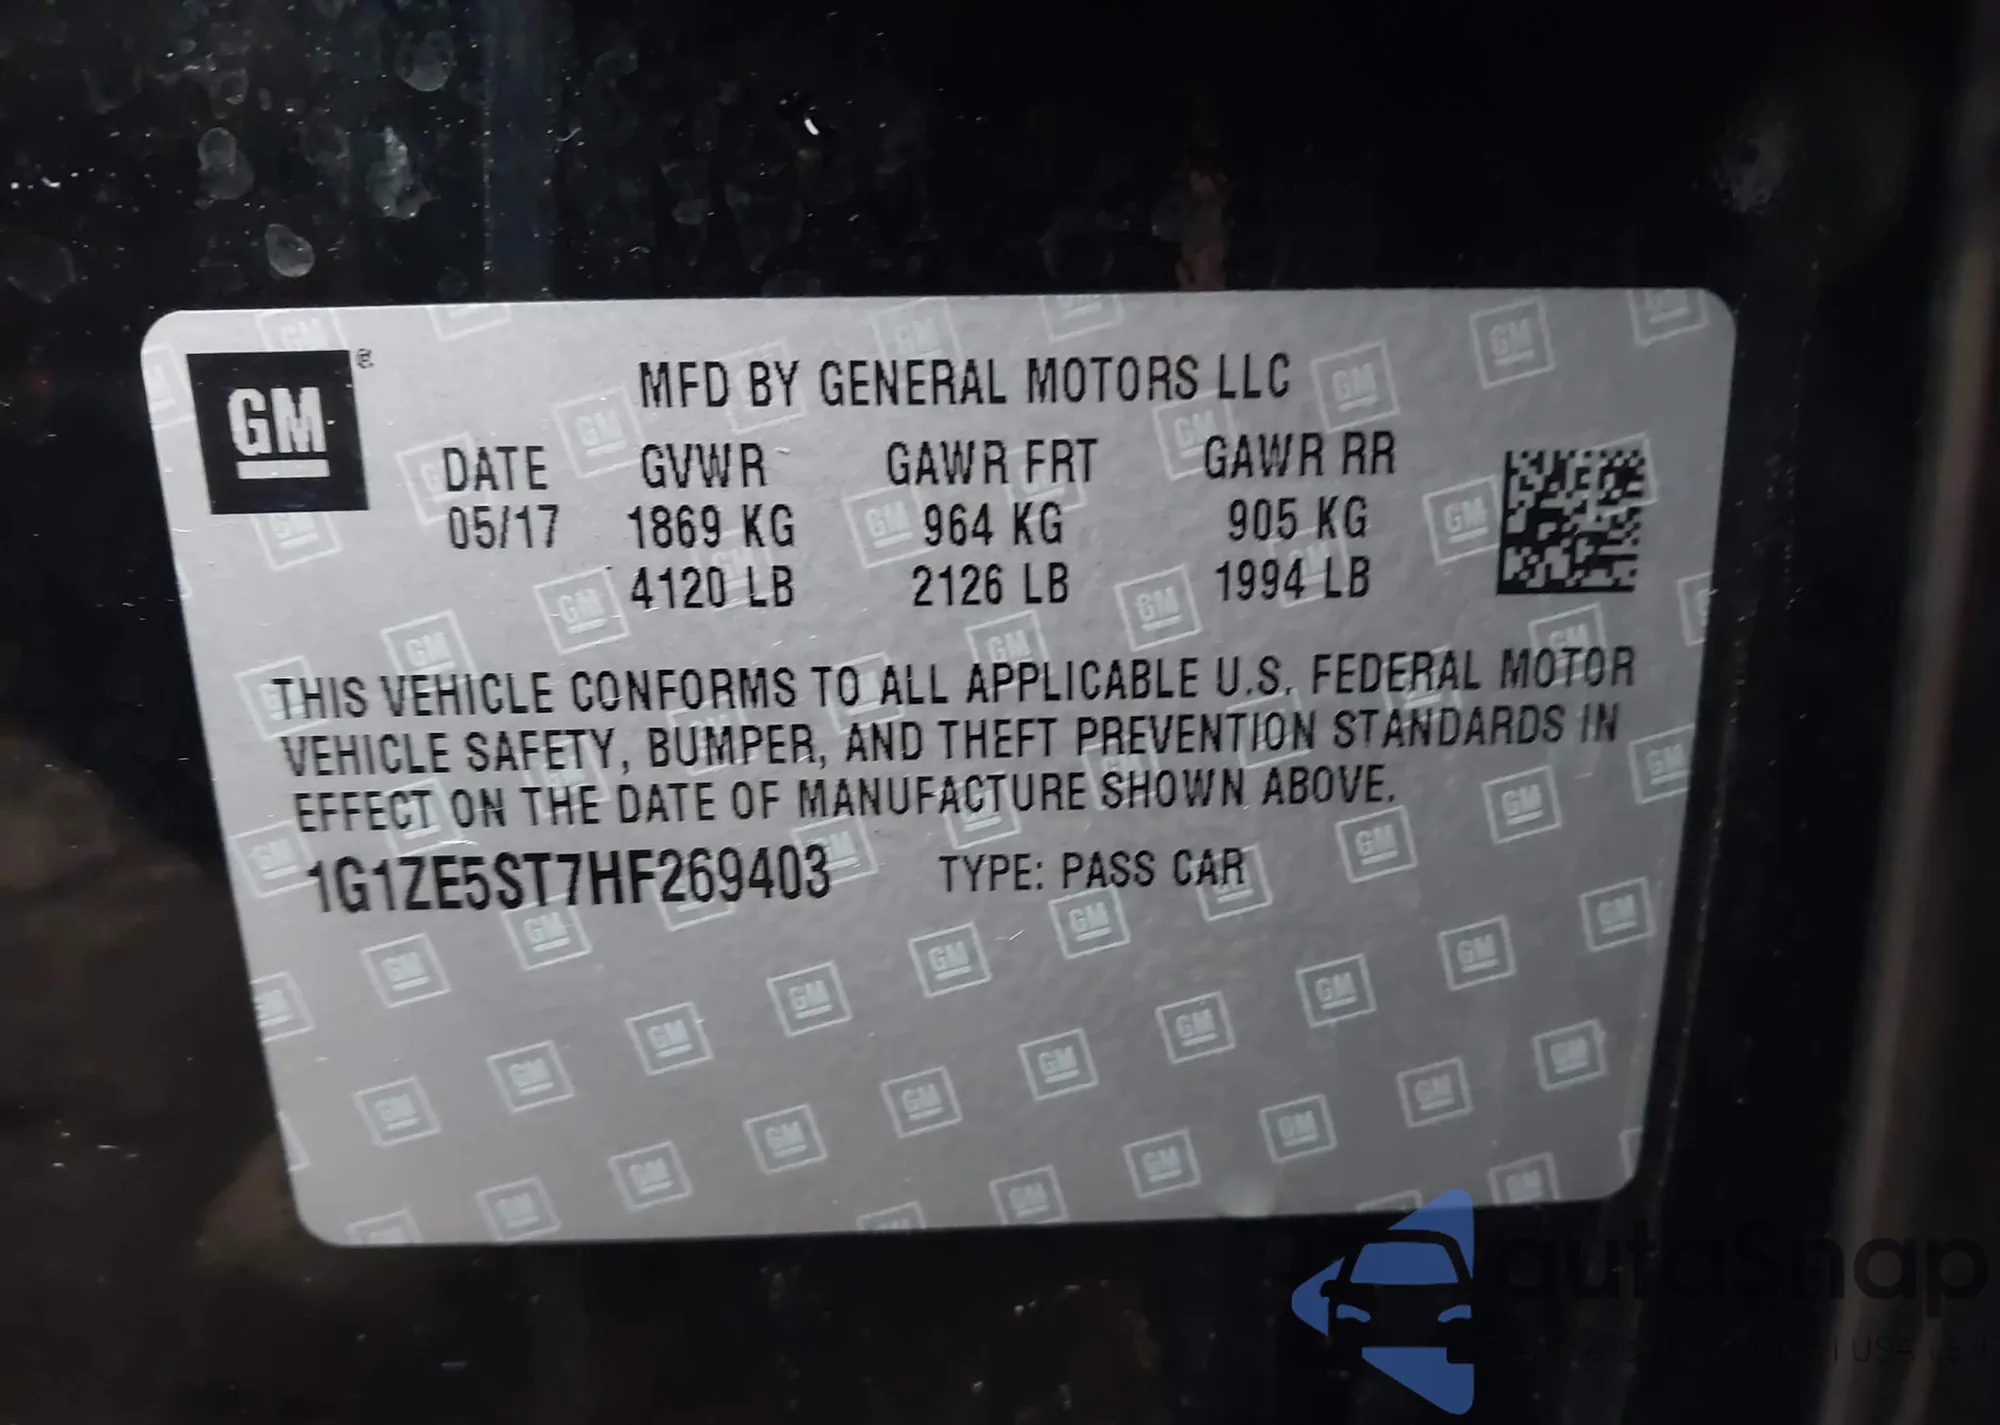 GM ®
MFD BY GENERAL MOTORS LLC
DATE GVWR GAWR FRT GAWR RR
05/17 1869 KG 964 KG 905 KG
4120 LB 2126 LB 1994 LB
THIS VEHICLE CONFORMS TO ALL APPLICABLE U.S. FEDERAL MOTOR
VEHICLE SAFETY, BUMPER, AND THEFT PREVENTION STANDARDS IN
EFFECT ON THE DATE OF MANUFACTURE SHOWN ABOVE.
1G1ZE5ST7HF269403 TYPE: PASS CAR
autoSnap